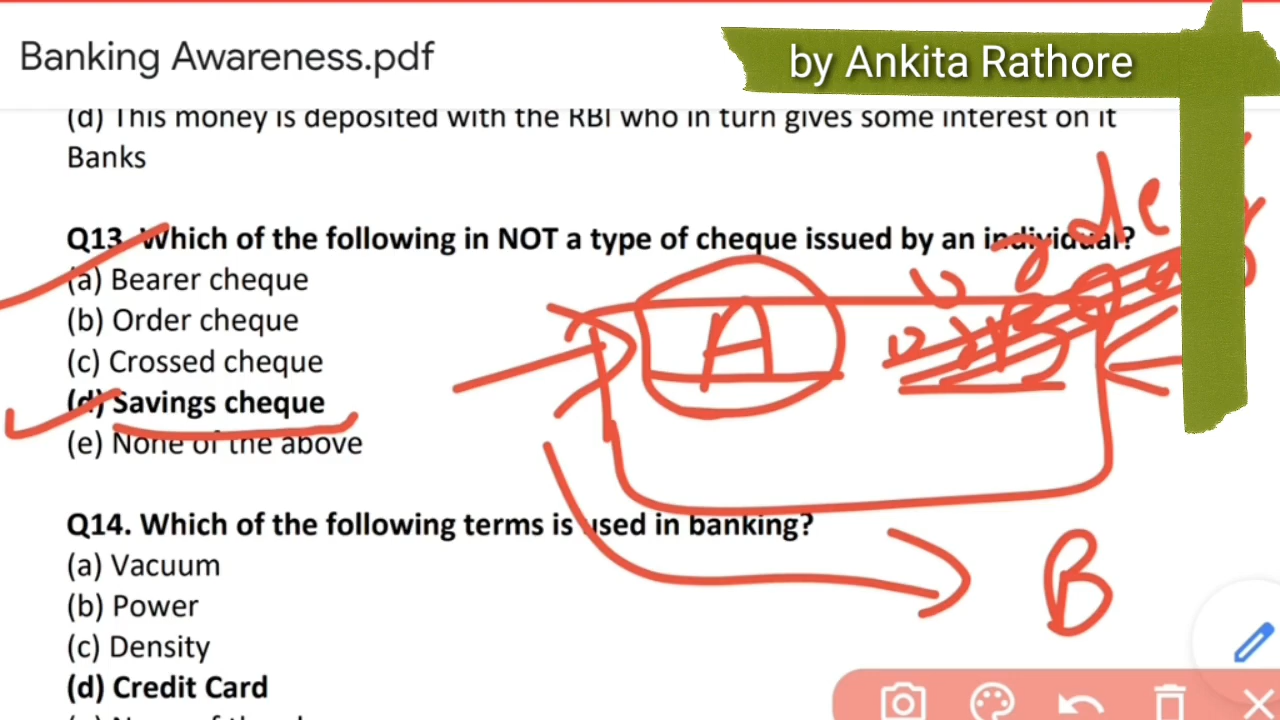 Banking Awareness.pdf
by Ankita Rathore
(d) This money is deposited with the RBI who in turn gives some interest on it
Banks
Q13. Which of the following in NOT a type of cheque issued by an individual?
(a) Bearer cheque
(b) Order cheque
(c) Crossed cheque
(d) Savings cheque
(e) None of the above
A
Q14. Which of the following terms is used in banking?
(a) Vacuum
B
(b) Power
(c) Density
(d) Credit Card